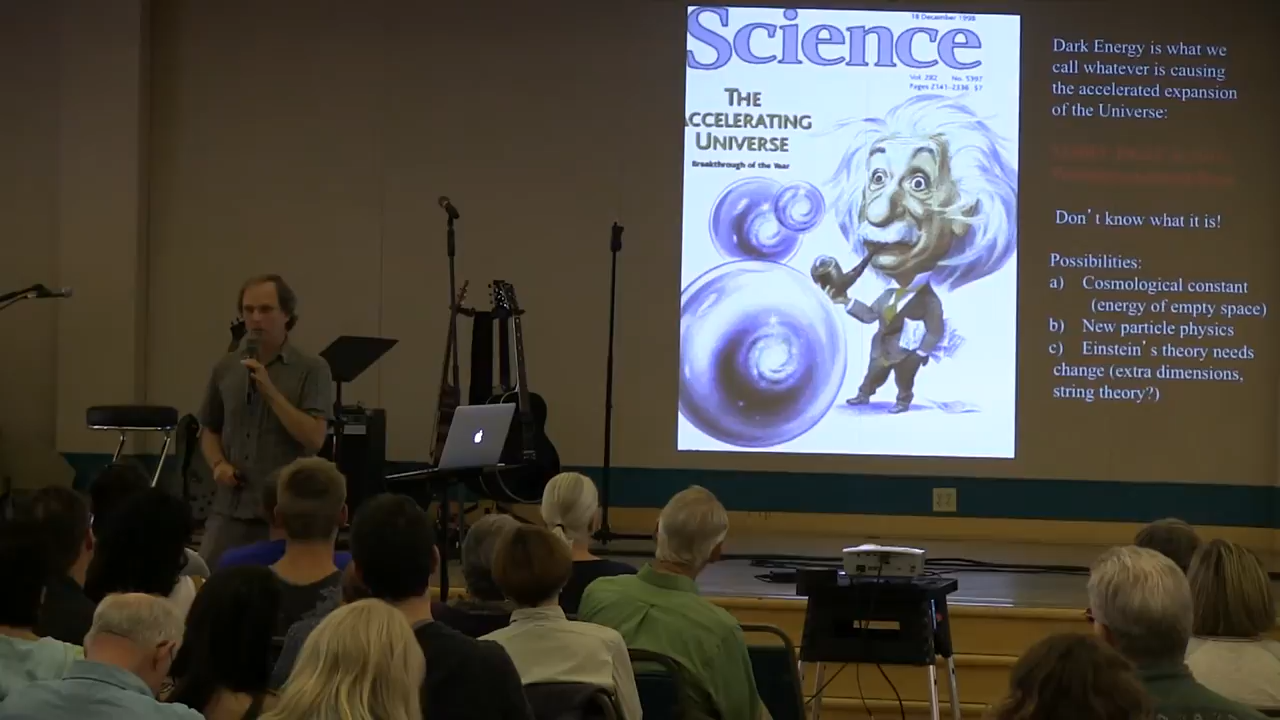 18 December 1998
Science
Vol. 282 No. 5397
Pages 2141–2336 $7
THE
ACCELERATING
UNIVERSE
Breakthrough of the Year
Dark Energy is what we
call whatever is causing
the accelerated expansion
of the Universe:
Don't know what it is!
Possibilities:
a) Cosmological constant
(energy of empty space)
b) New particle physics
c) Einstein's theory needs
change (extra dimensions,
string theory?)